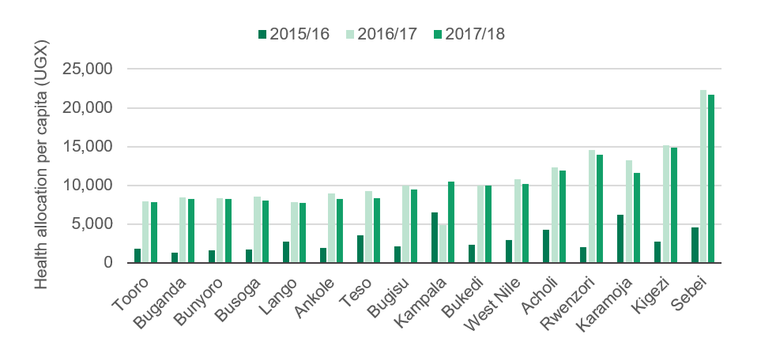 2015/16 2016/17 2017/18
Health allocation per capita (UGX)
25,000
20,000
15,000
10,000
5,000
0
Tooro
Buganda
Bunyoro
Busoga
Lango
Ankole
Teso
Bugisu
Kampala
Bukedi
West Nile
Acholi
Rwenzori
Karamoja
Kigezi
Sebei